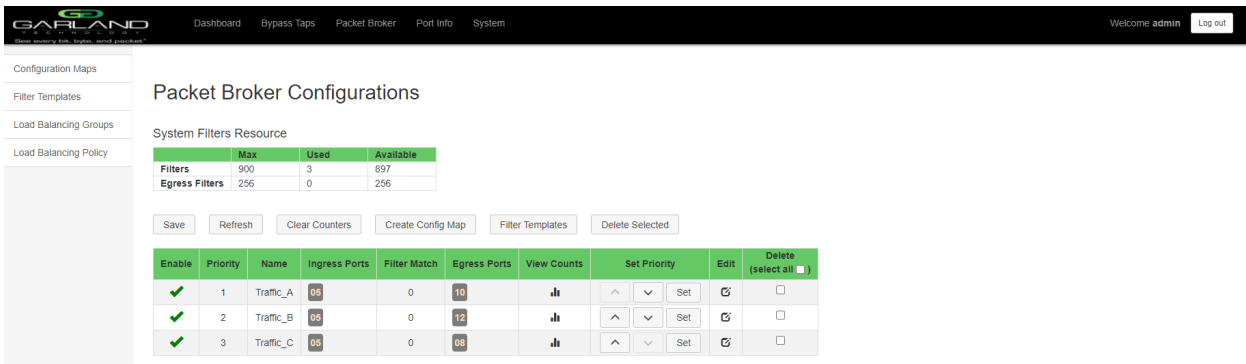 GARLAND
TECHNOLOGY
See every bit, byte, and packet®
Dashboard Bypass Taps Packet Broker Port Info System
Welcome admin Log out
Configuration Maps
Filter Templates
Load Balancing Groups
Load Balancing Policy
Packet Broker Configurations
System Filters Resource
Max Used Available
Filters 900 3 897
Egress Filters 256 0 256
Save Refresh Clear Counters Create Config Map Filter Templates Delete Selected
Enable Priority Name Ingress Ports Filter Match Egress Ports View Counts Set Priority Edit Delete
(select all )
1 Traffic_A 05 0 10 Set
2 Traffic_B 05 0 12 Set
3 Traffic_C 05 0 08 Set